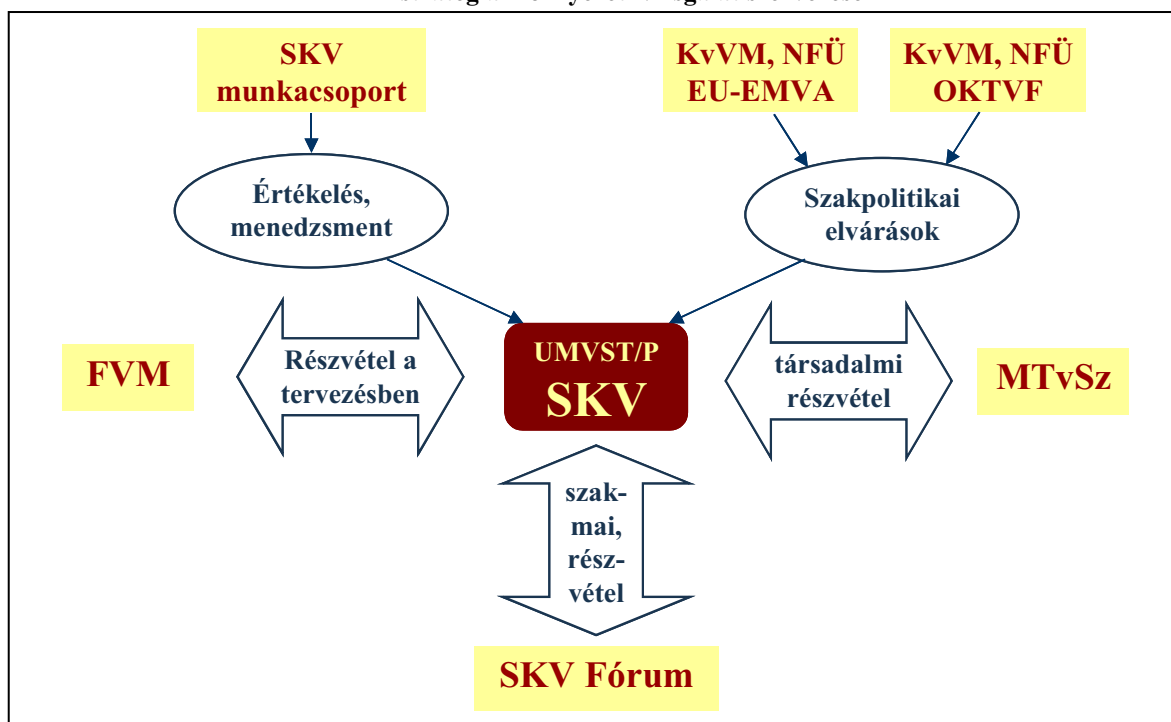 SKV
munkacsoport
KvVM, NFÜ
EU-EMVA
KvVM, NFÜ
OKTVF
Értékelés,
menedzsment
Szakpolitikai
elvárások
FVM
Részvétel a
tervezésben
UMVST/P
SKV
társadalmi
részvétel
MTvSz
szak-
mai,
rész-
vétel
SKV Fórum